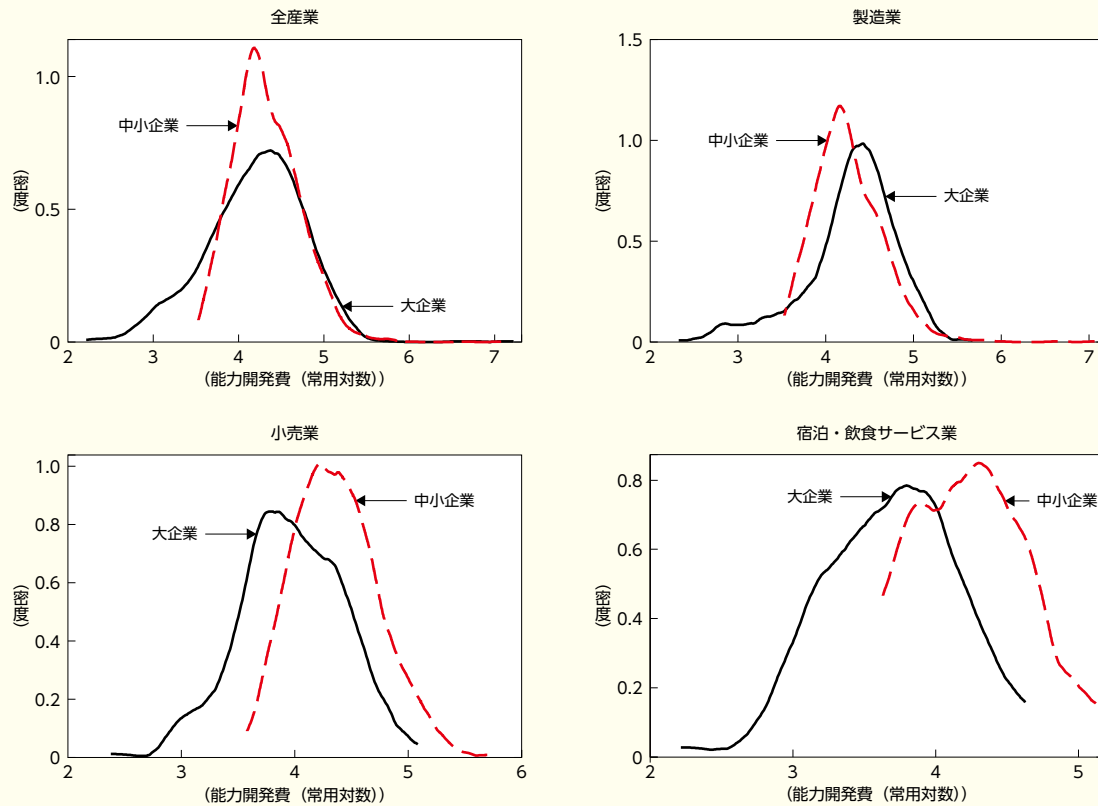 全産業
(密度)
1.0
0.5
0
中小企業
大企業
2 3 4 5 6 7
(能力開発費(常用対数))
製造業
(密度)
1.5
1.0
0.5
0
中小企業
大企業
2 3 4 5 6 7
(能力開発費(常用対数))
小売業
(密度)
1.0
0.8
0.6
0.4
0.2
0
大企業
中小企業
2 3 4 5 6
(能力開発費(常用対数))
宿泊・飲食サービス業
(密度)
0.8
0.6
0.4
0.2
0
大企業
中小企業
2 3 4 5
(能力開発費(常用対数))